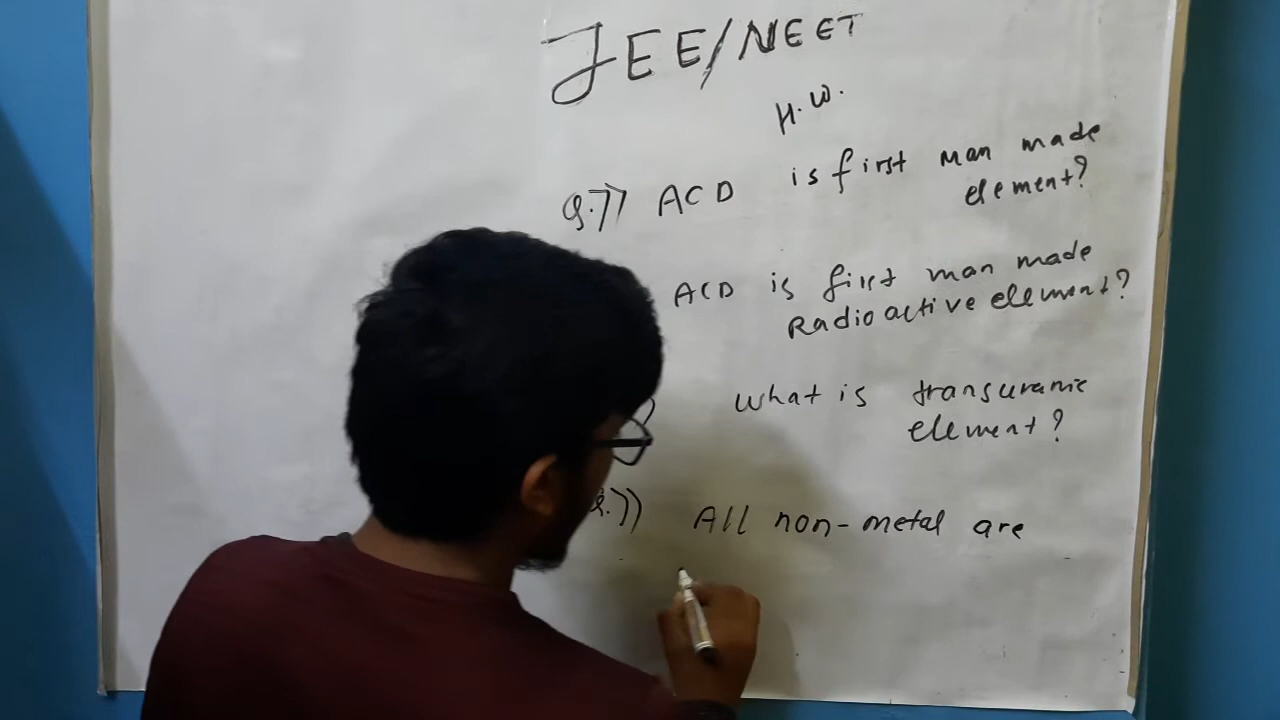 JEE/NEET
H.W.
Q.)) ACD is first man made
element?
ACD is first man made
Radioactive element?
What is transuranic
element?
Q.)) All non-metal are